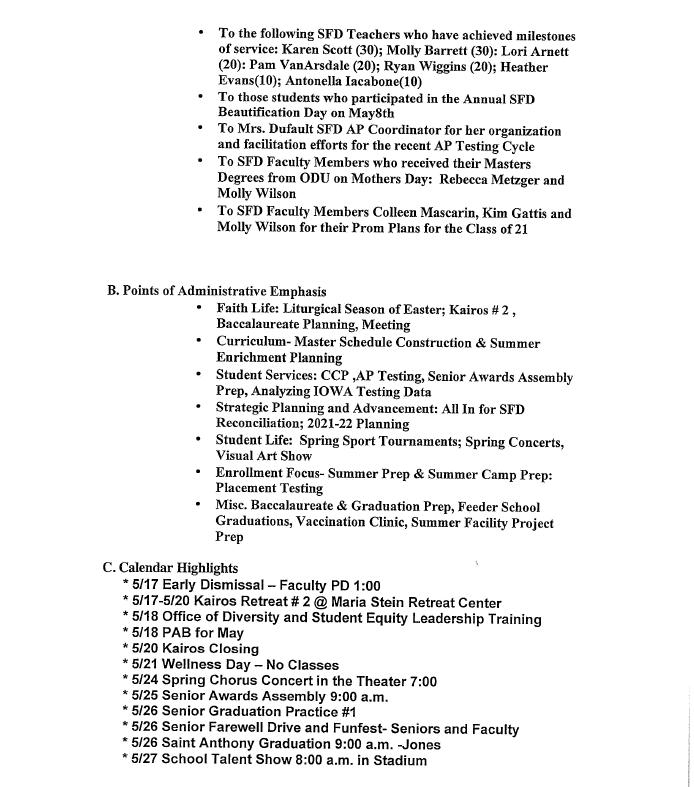 • To the following SFD Teachers who have achieved milestones
of service: Karen Scott (30); Molly Barrett (30): Lori Arnett
(20): Pam VanArsdale (20); Ryan Wiggins (20); Heather
Evans(10); Antonella Iacabone(10)
• To those students who participated in the Annual SFD
Beautification Day on May8th
• To Mrs. Dufault SFD AP Coordinator for her organization
and facilitation efforts for the recent AP Testing Cycle
• To SFD Faculty Members who received their Masters
Degrees from ODU on Mothers Day: Rebecca Metzger and
Molly Wilson
• To SFD Faculty Members Colleen Mascarin, Kim Gattis and
Molly Wilson for their Prom Plans for the Class of 21
B. Points of Administrative Emphasis
• Faith Life: Liturgical Season of Easter; Kairos # 2 ,
Baccalaureate Planning, Meeting
• Curriculum- Master Schedule Construction & Summer
Enrichment Planning
• Student Services: CCP ,AP Testing, Senior Awards Assembly
Prep, Analyzing IOWA Testing Data
• Strategic Planning and Advancement: All In for SFD
Reconciliation; 2021-22 Planning
• Student Life: Spring Sport Tournaments; Spring Concerts,
Visual Art Show
• Enrollment Focus- Summer Prep & Summer Camp Prep:
Placement Testing
• Misc. Baccalaureate & Graduation Prep, Feeder School
Graduations, Vaccination Clinic, Summer Facility Project
Prep
C. Calendar Highlights
* 5/17 Early Dismissal – Faculty PD 1:00
* 5/17-5/20 Kairos Retreat # 2 @ Maria Stein Retreat Center
* 5/18 Office of Diversity and Student Equity Leadership Training
* 5/18 PAB for May
* 5/20 Kairos Closing
* 5/21 Wellness Day – No Classes
* 5/24 Spring Chorus Concert in the Theater 7:00
* 5/25 Senior Awards Assembly 9:00 a.m.
* 5/26 Senior Graduation Practice #1
* 5/26 Senior Farewell Drive and Funfest- Seniors and Faculty
* 5/26 Saint Anthony Graduation 9:00 a.m. -Jones
* 5/27 School Talent Show 8:00 a.m. in Stadium